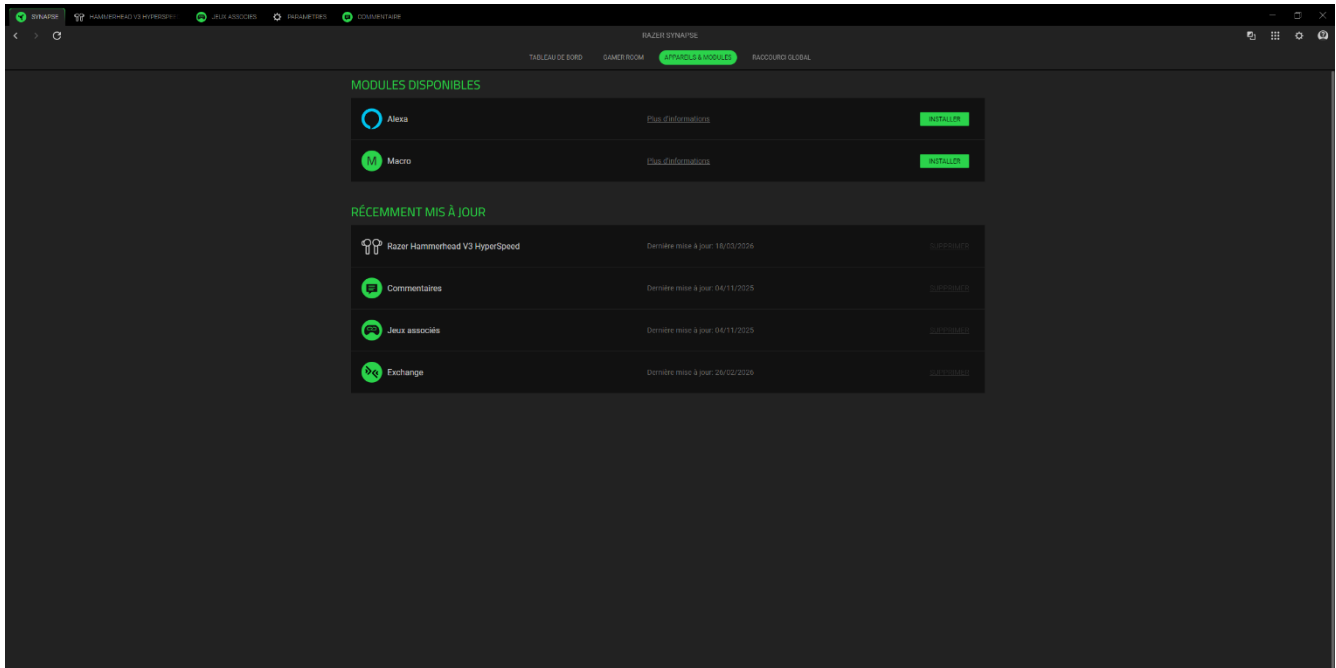 SYNAPSE HAMMERHEAD V3 HYPERSPE JEUX ASSOCIÉS PARAMÈTRES COMMENTAIRE
RAZER SYNAPSE
TABLEAU DE BORD GAMER ROOM APPAREILS & MODULES RACCOURCI GLOBAL
MODULES DISPONIBLES
Alexa Plus d'informations INSTALLER
M Macro Plus d'informations INSTALLER
RÉCEMMENT MIS À JOUR
Razer Hammerhead V3 HyperSpeed Dernière mise à jour: 18/03/2026 SUPPRIMER
Commentaires Dernière mise à jour: 04/11/2025 SUPPRIMER
Jeux associés Dernière mise à jour: 04/11/2025 SUPPRIMER
Exchange Dernière mise à jour: 26/02/2026 SUPPRIMER